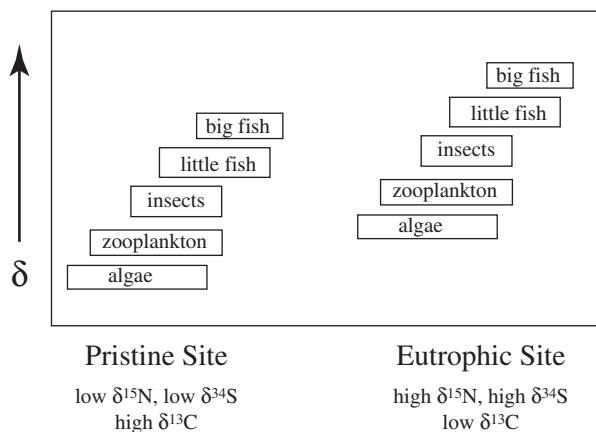 big fish
little fish
insects
zooplankton
algae
big fish
little fish
insects
zooplankton
algae
δ
Pristine Site
low δ¹⁵N, low δ³⁴S
high δ¹³C
Eutrophic Site
high δ¹⁵N, high δ³⁴S
low δ¹³C